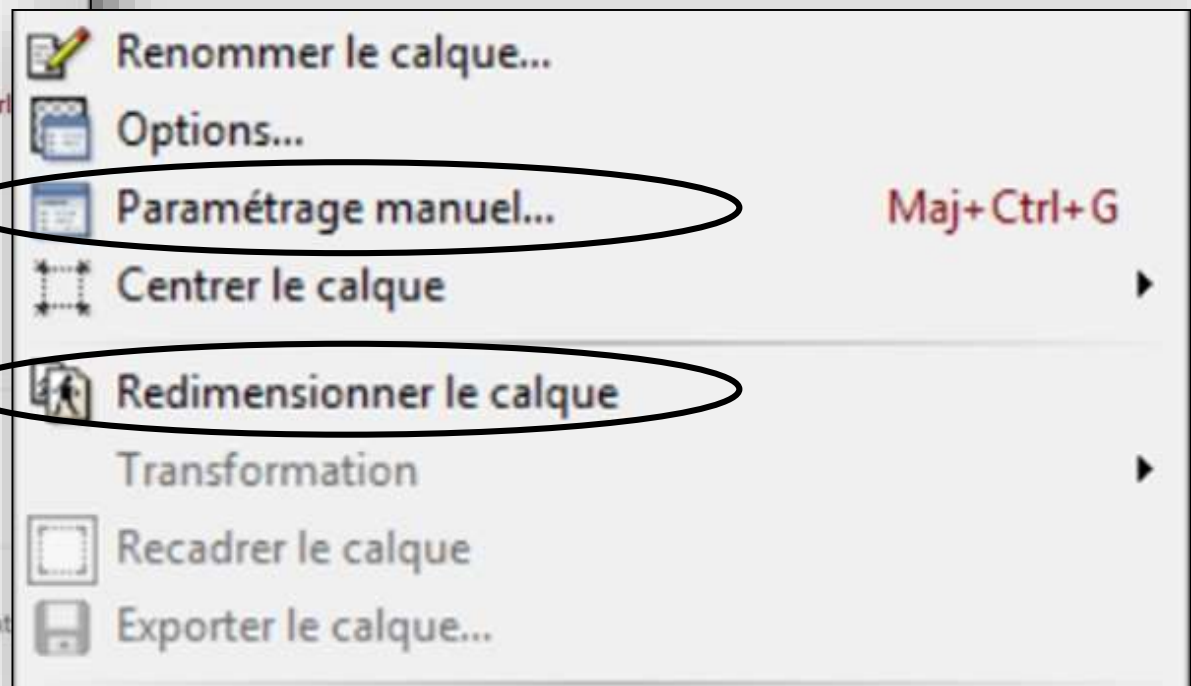 Renommer le calque...
Options...
Paramétrage manuel... Maj+Ctrl+G
Centrer le calque
Redimensionner le calque
Transformation
Recadrer le calque
Exporter le calque...